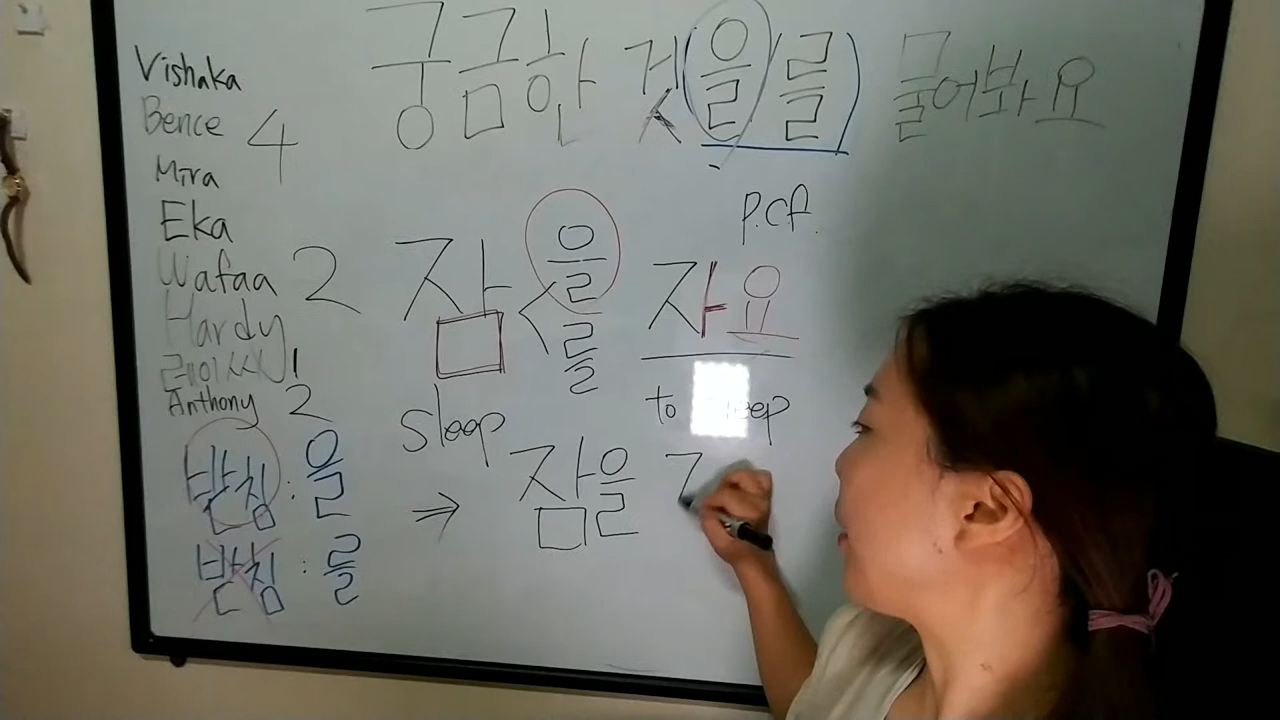 궁금한 것 을 를 물어봐요
Vishaka
Bence 4
Mira
Eka
Wafaa 2
Hardy
레이씨 1
Anthony 2
받침 : 을
받침 : 를
P.CA.
잠 을 를 자요
sleep
to sleep
⇒ 잠을 ㅈ